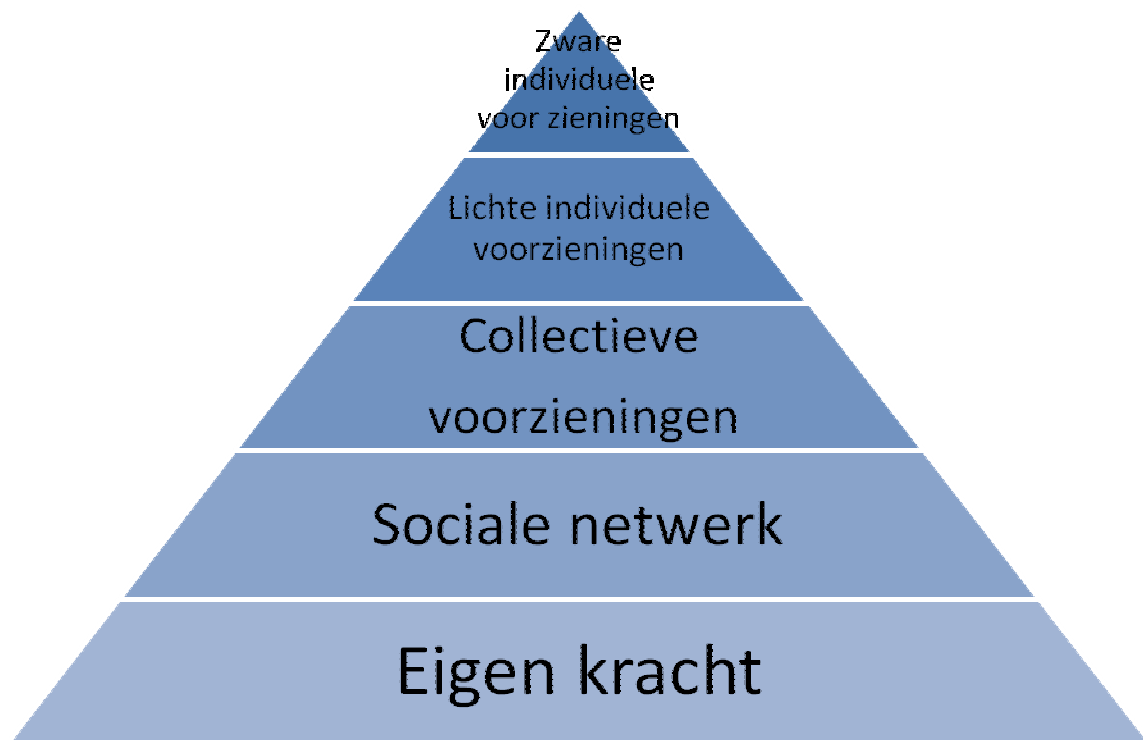 Zware
individuele
voor zieningen
Lichte individuele
voorzieningen
Collectieve
voorzieningen
Sociale netwerk
Eigen kracht